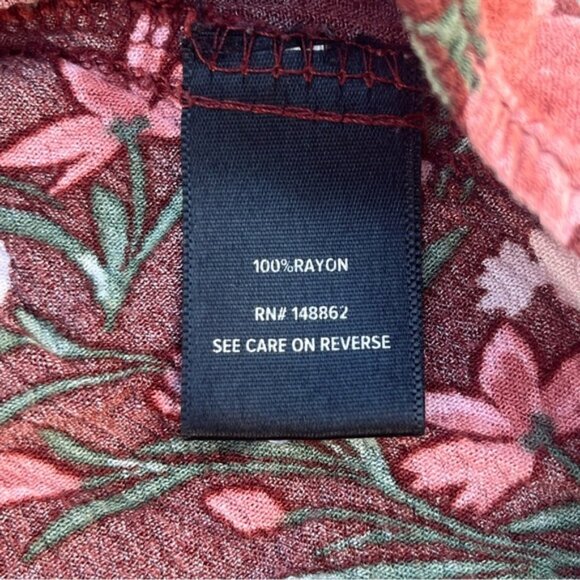 100%RAYON
RN# 148862
SEE CARE ON REVERSE